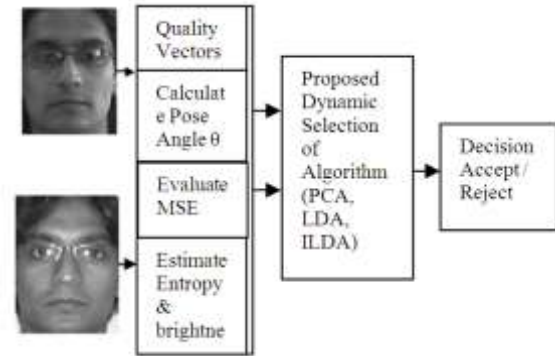 Quality
Vectors
Calculat
e Pose
Angle θ
Evaluate
MSE
Estimate
Entropy
&
brightne
Proposed
Dynamic
Selection
of
Algorithm
(PCA,
LDA,
ILDA)
Decision
Accept/
Reject